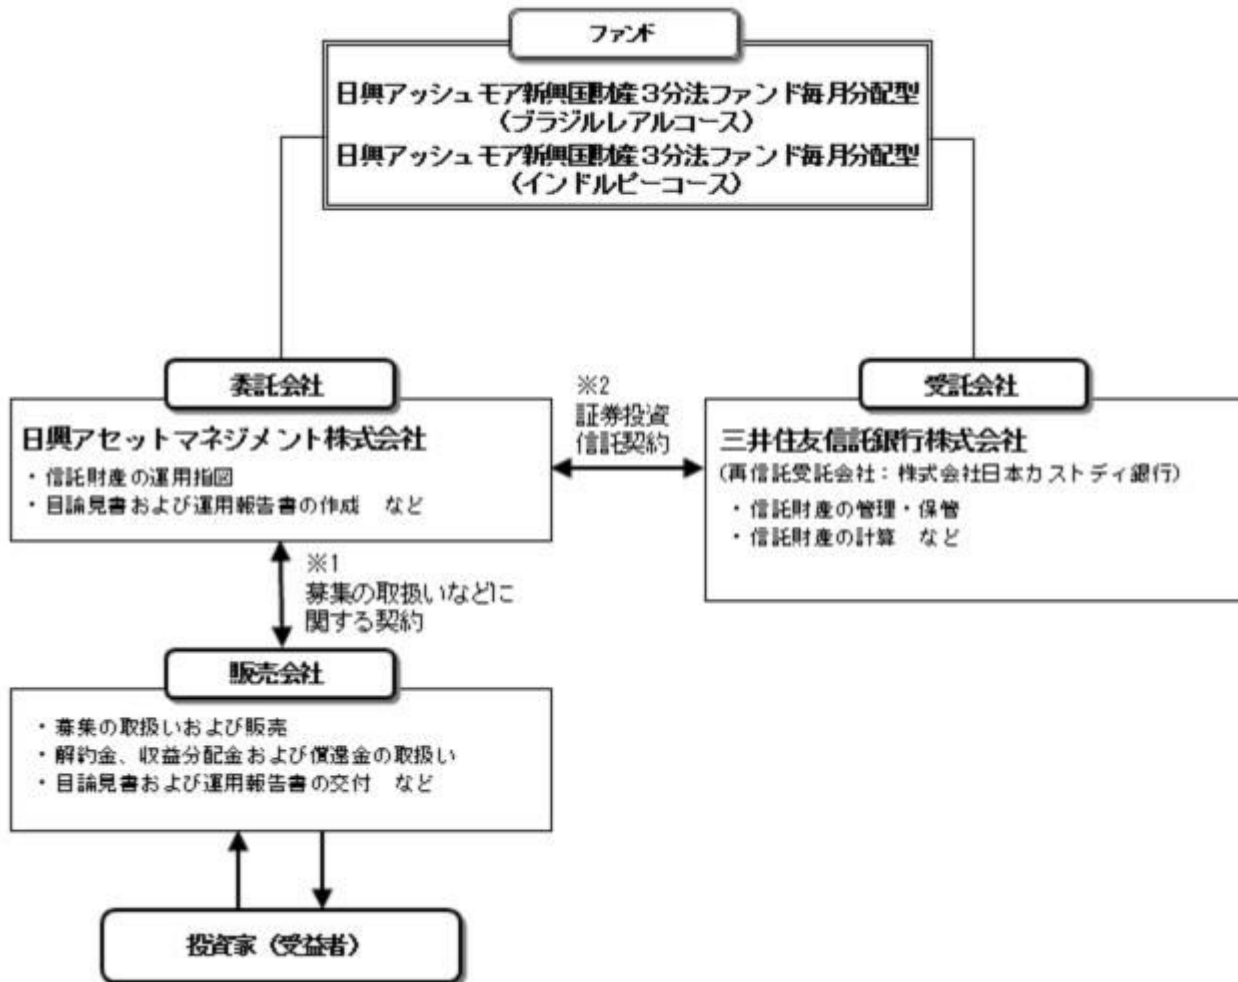 ファンド
日興アッシュモア新興国財産3分法ファンド毎月分配型
(ブラジルレアルコース)
日興アッシュモア新興国財産3分法ファンド毎月分配型
(インドルピーコース)
委託会社
日興アセットマネジメント株式会社
・信託財産の運用指図
・目論見書および運用報告書の作成 など
※2
証券投資
信託契約
受託会社
三井住友信託銀行株式会社
(再信託受託会社:株式会社日本カストディ銀行)
・信託財産の管理・保管
・信託財産の計算 など
※1
募集の取扱いなどに
関する契約
販売会社
・募集の取扱いおよび販売
・解約金、収益分配金および償還金の取扱い
・目論見書および運用報告書の交付 など
投資家(受益者)